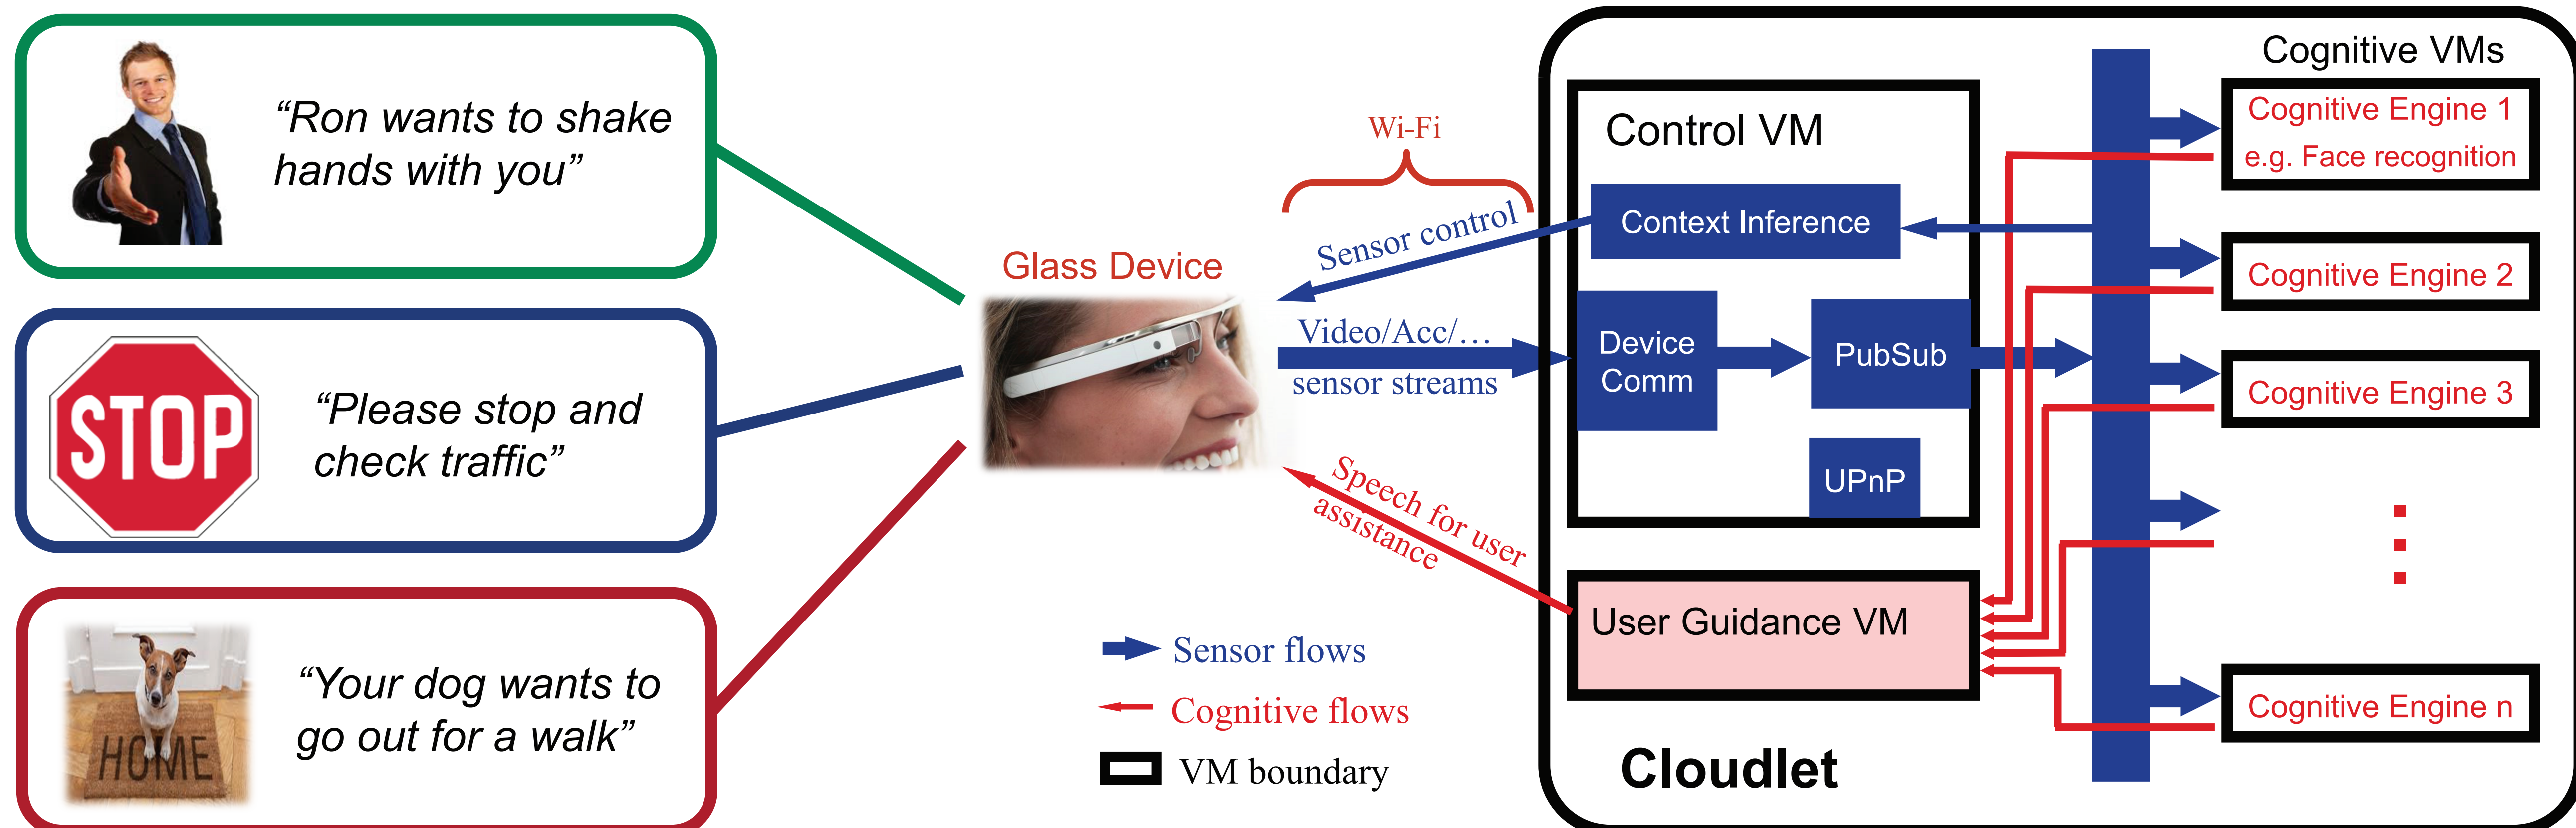 “Ron wants to shake
hands with you”
STOP
“Please stop and
check traffic”
HOME
“Your dog wants to
go out for a walk”
Glass Device
Wi-Fi
Sensor control
Video/Acc/…
sensor streams
Speech for user
assistance
Sensor flows
Cognitive flows
VM boundary
Control VM
Context Inference
Device
Comm
PubSub
UPnP
User Guidance VM
Cloudlet
Cognitive VMs
Cognitive Engine 1
e.g. Face recognition
Cognitive Engine 2
Cognitive Engine 3
Cognitive Engine n